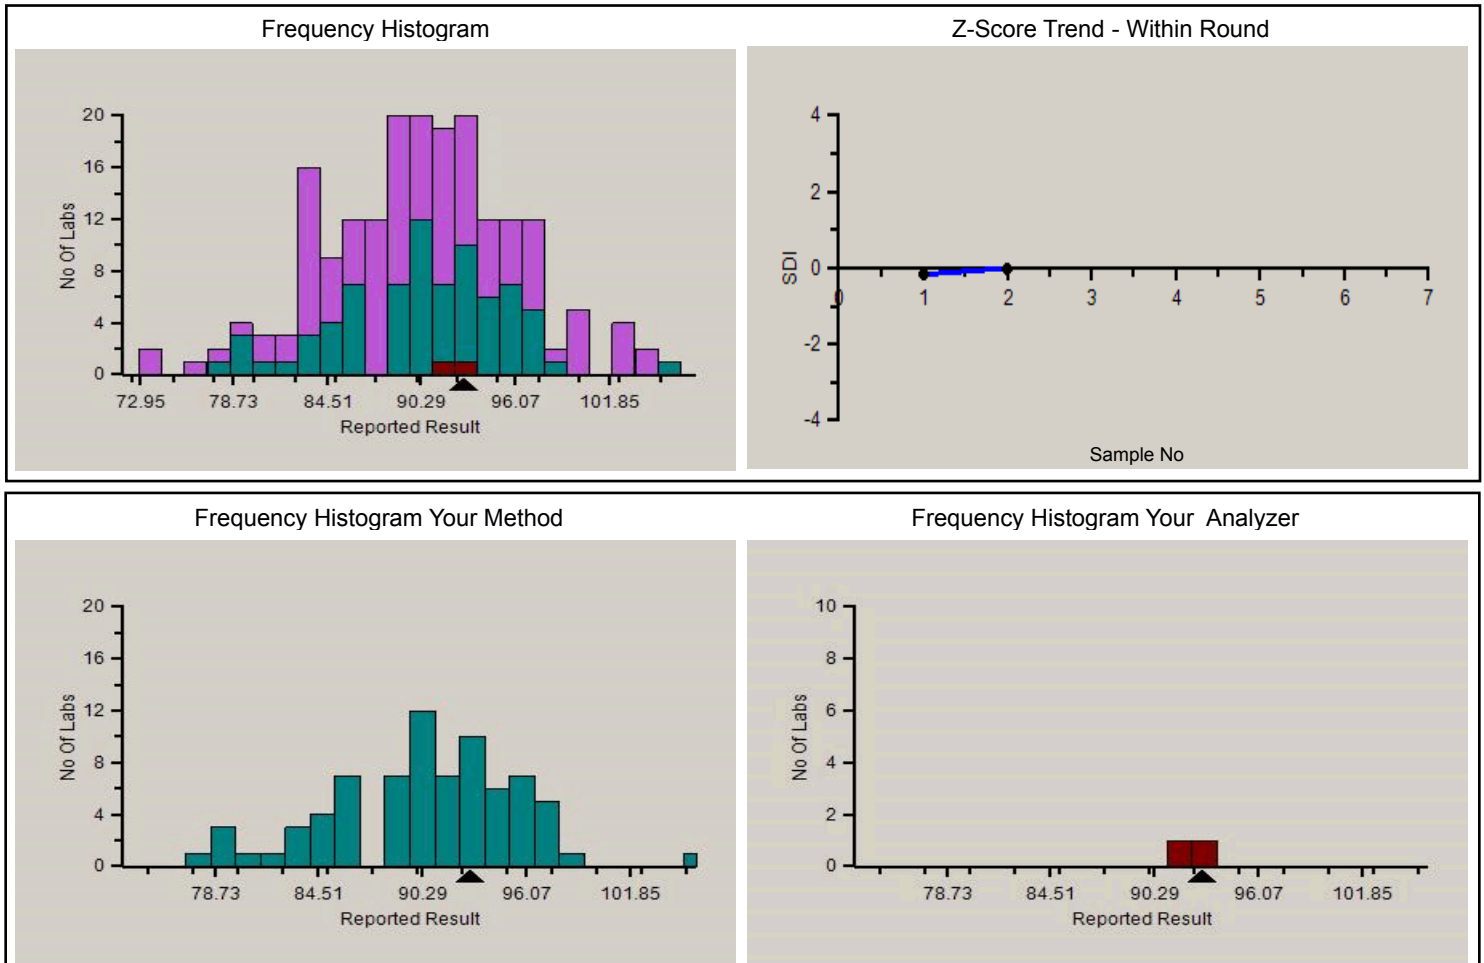 Frequency Histogram
20
16
12
8
4
0
No Of Labs
72.95 78.73 84.51 90.29 96.07 101.85
Reported Result
Z-Score Trend - Within Round
4
2
0
-2
-4
SDI
0 1 2 3 4 5 6 7
Sample No
Frequency Histogram Your Method
20
16
12
8
4
0
No Of Labs
78.73 84.51 90.29 96.07 101.85
Reported Result
Frequency Histogram Your Analyzer
10
8
6
4
2
0
No Of Labs
78.73 84.51 90.29 96.07 101.85
Reported Result